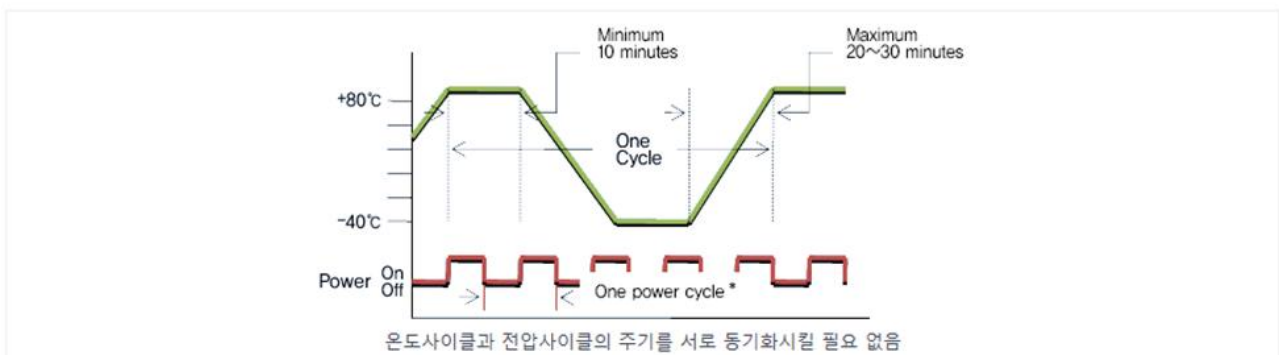 Minimum
10 minutes
Maximum
20~30 minutes
+80℃
One
Cycle
-40℃
Power On
Off
One power cycle *
온도사이클과 전압사이클의 주기를 서로 동기화시킬 필요 없음